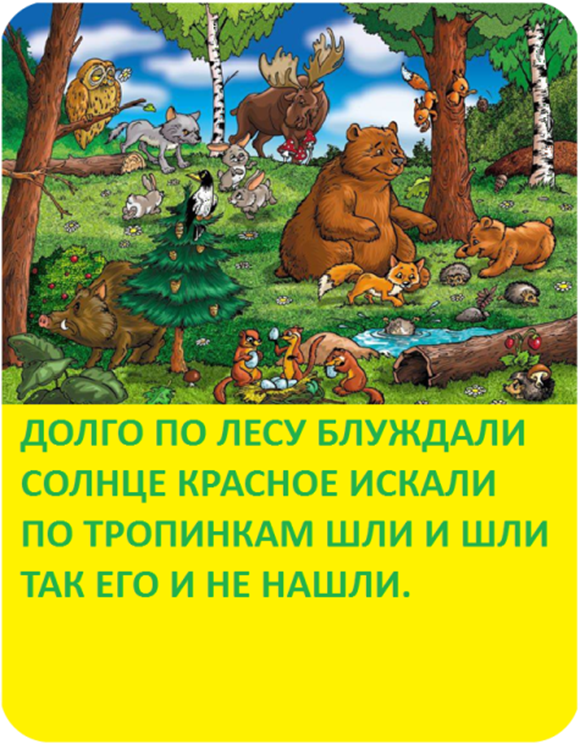 ДОЛГО ПО ЛЕСУ БЛУЖДАЛИ
СОЛНЦЕ КРАСНОЕ ИСКАЛИ
ПО ТРОПИНКАМ ШЛИ И ШЛИ
ТАК ЕГО И НЕ НАШЛИ.